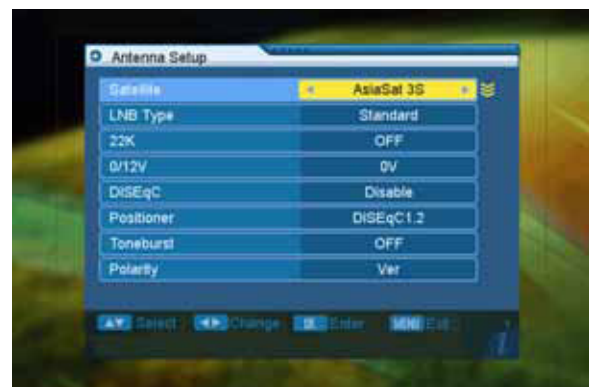 Antenna Setup
Satellite AsiaSat 3S
LNB Type Standard
22K OFF
0/12V 0V
DISEqC Disable
Positioner DISEqC1.2
Toneburst OFF
Polarity Ver
Select Change Enter MENU Exit